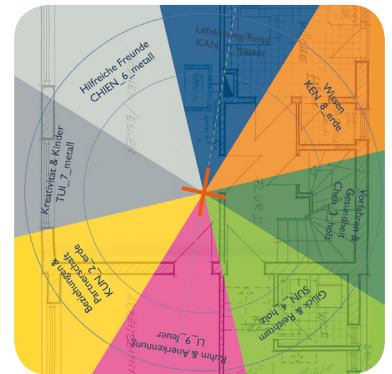 Lebensweg/Reise
KAN_1_wasser
Wissen
KEN_8_erde
Vorfahren &
Gesundheit
Chen_3_holz
Glück & Reichtum
SUN_4_holz
Ruhm & Anerkennung
LI_9_feuer
Beziehungen &
Partnerschaft
KUN_2_erde
Kreativität & Kinder
TUI_7_metall
Hilfreiche Freunde
CHIEN_6_metall